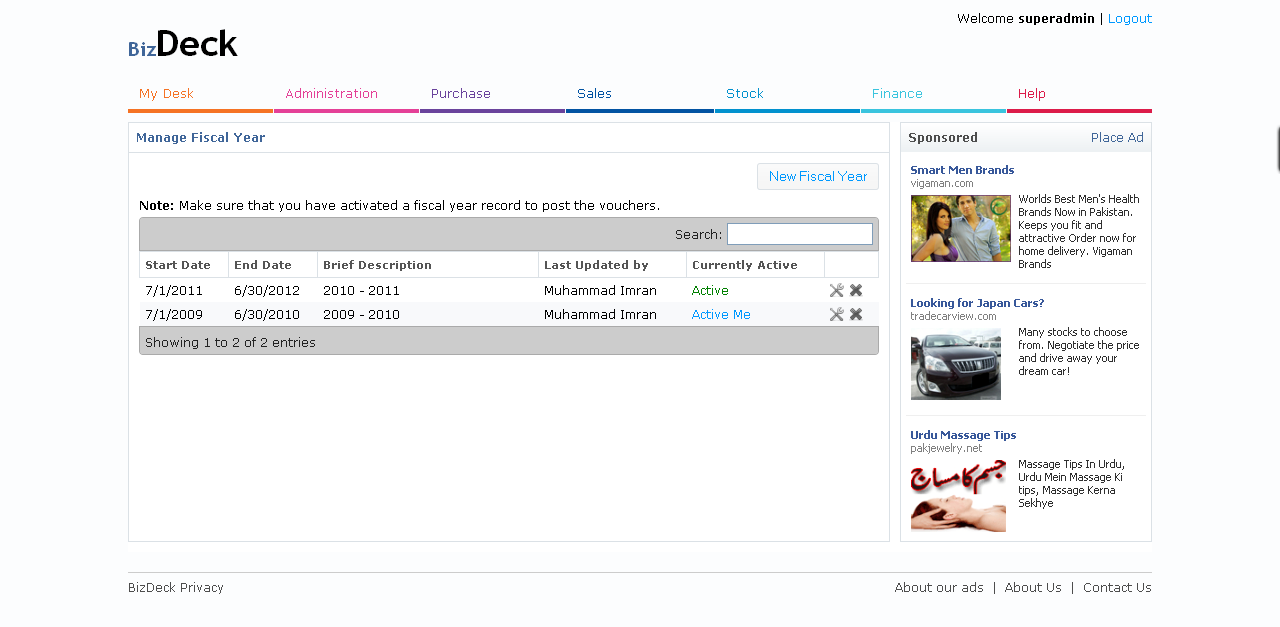 Welcome superadmin | Logout
BizDeck
My Desk Administration Purchase Sales Stock Finance Help
Manage Fiscal Year
New Fiscal Year
Note: Make sure that you have activated a fiscal year record to post the vouchers.
Search:
Start Date End Date Brief Description Last Updated by Currently Active
7/1/2011 6/30/2012 2010 - 2011 Muhammad Imran Active
7/1/2009 6/30/2010 2009 - 2010 Muhammad Imran Active Me
Showing 1 to 2 of 2 entries
Sponsored Place Ad
Smart Men Brands
vigaman.com
Worlds Best Men's Health
Brands Now in Pakistan.
Keeps you fit and
attractive Order now for
home delivery. Vigaman
Brands
Looking for Japan Cars?
tradecarview.com
Many stocks to choose
from. Negotiate the price
and drive away your
dream car!
Urdu Massage Tips
pakjewelry.net
جسم کا مساج
Massage Tips In Urdu,
Urdu Mein Massage Ki
tips, Massage Kerna
Sekhye
BizDeck Privacy About our ads | About Us | Contact Us